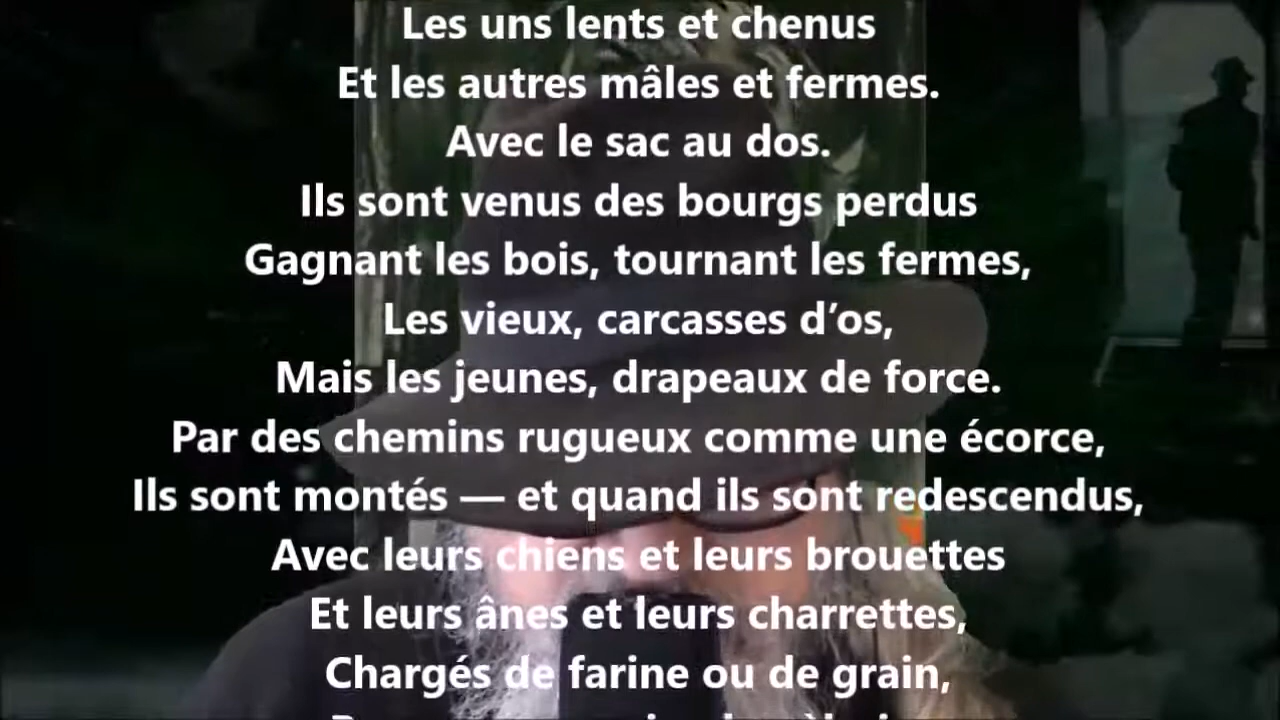 Les uns lents et chenus
Et les autres mâles et fermes.
Avec le sac au dos.
Ils sont venus des bourgs perdus
Gagnant les bois, tournant les fermes,
Les vieux, carcasses d’os,
Mais les jeunes, drapeaux de force.
Par des chemins rugueux comme une écorce,
Ils sont montés — et quand ils sont redescendus,
Avec leurs chiens et leurs brouettes
Et leurs ânes et leurs charrettes,
Chargés de farine ou de grain,